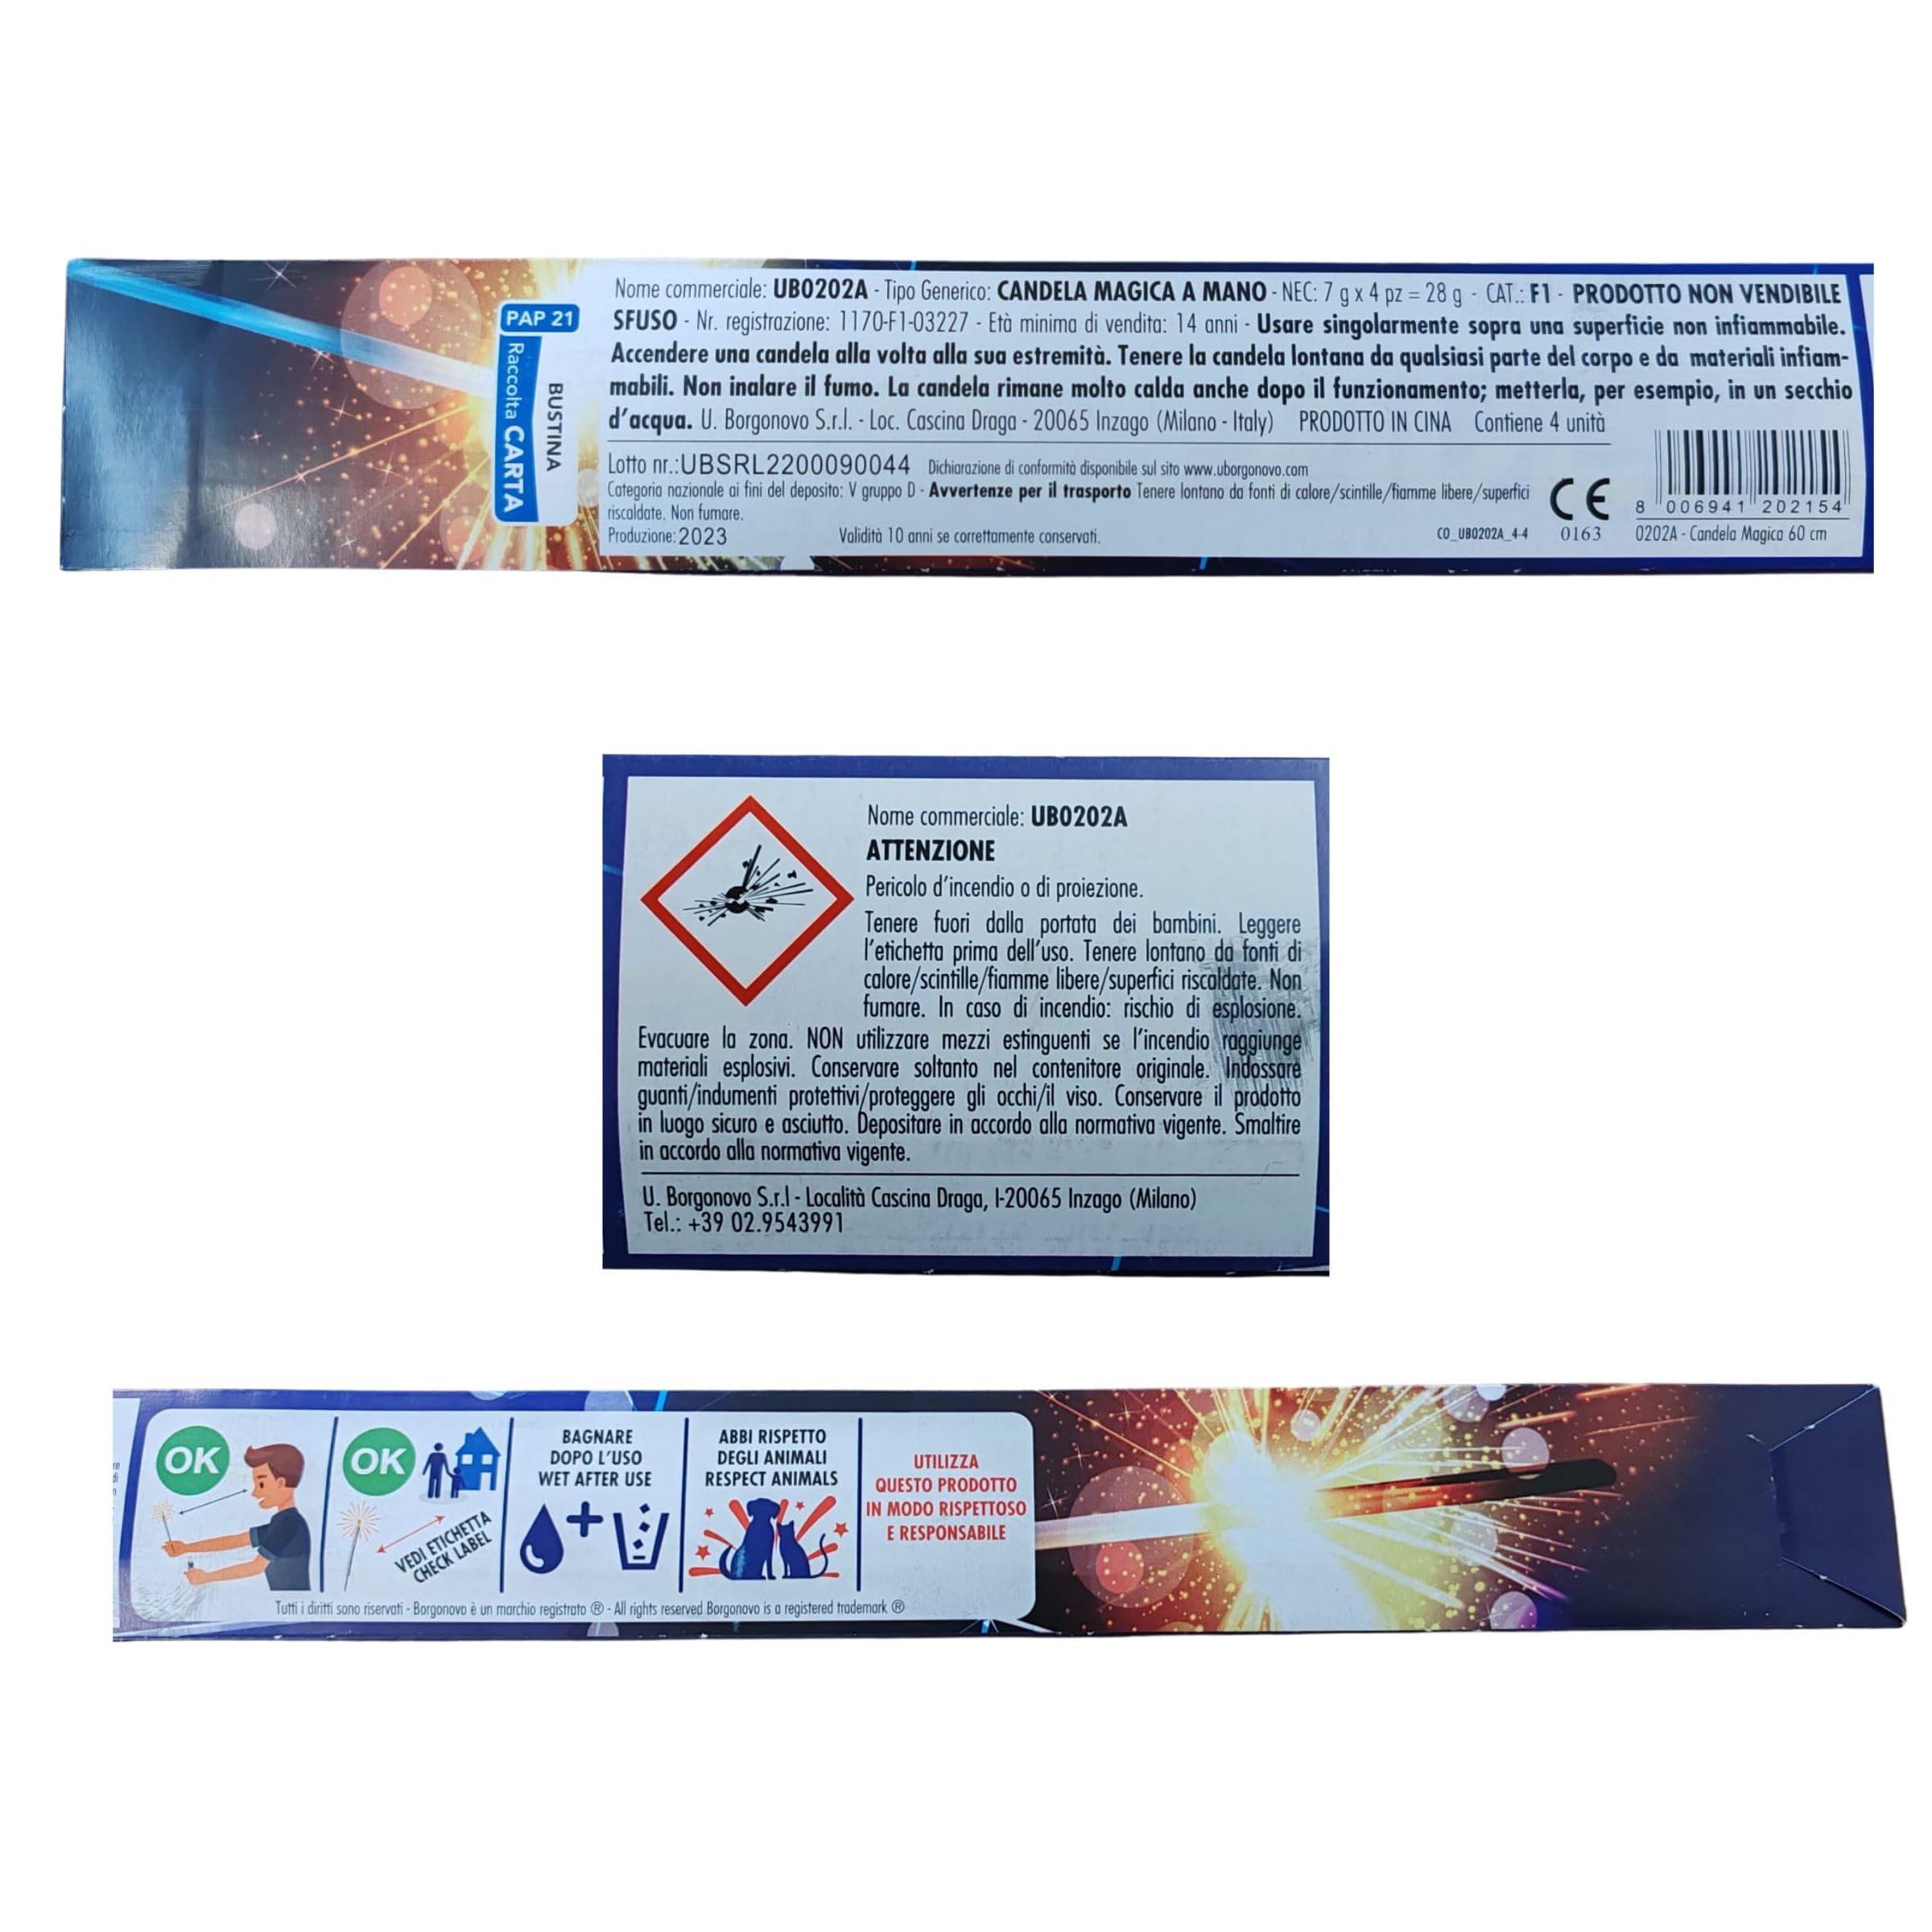 PAP 21
Raccolta CARTA
BUSTINA
Nome commerciale: UB0202A - Tipo Generico: CANDELA MAGICA A MANO - NEC: 7 g x 4 pz = 28 g - CAT.: F1 - PRODOTTO NON VENDIBILE
SFUSO - Nr. registrazione: 1170-F1-03227 - Età minima di vendita: 14 anni - Usare singolarmente sopra una superficie non infiammabile.
Accendere una candela alla volta alla sua estremità. Tenere la candela lontana da qualsiasi parte del corpo e da materiali infiam-
mabili. Non inalare il fumo. La candela rimane molto calda anche dopo il funzionamento; metterla, per esempio, in un secchio
d'acqua. U. Borgonovo S.r.l. - Loc. Cascina Draga - 20065 Inzago (Milano - Italy) PRODOTTO IN CINA Contiene 4 unità
Lotto nr.:UBSRL2200090044 Dichiarazione di conformità disponibile sul sito www.uborgonovo.com
Categoria nazionale ai fini del deposito: V gruppo D - Avvertenze per il trasporto Tenere lontano da fonti di calore/scintille/fiamme libere/superfici
riscaldate. Non fumare.
Produzione: 2023 Validità 10 anni se correttamente conservati. CO_UB0202A_4-4
CE
0163
8 006941 202154
0202A - Candela Magica 60 cm
Nome commerciale: UB0202A
ATTENZIONE
Pericolo d'incendio o di proiezione.
Tenere fuori dalla portata dei bambini. Leggere
l'etichetta prima dell'uso. Tenere lontano da fonti di
calore/scintille/fiamme libere/superfici riscaldate. Non
fumare. In caso di incendio: rischio di esplosione.
Evacuare la zona. NON utilizzare mezzi estinguenti se l'incendio raggiunge
materiali esplosivi. Conservare soltanto nel contenitore originale. Indossare
guanti/indumenti protettivi/proteggere gli occhi/il viso. Conservare il prodotto
in luogo sicuro e asciutto. Depositare in accordo alla normativa vigente. Smaltire
in accordo alla normativa vigente.
U. Borgonovo S.r.l - Località Cascina Draga, I-20065 Inzago (Milano)
Tel.: +39 02.9543991
OK
OK
VEDI ETICHETTA
CHECK LABEL
BAGNARE
DOPO L'USO
WET AFTER USE
ABBI RISPETTO
DEGLI ANIMALI
RESPECT ANIMALS
UTILIZZA
QUESTO PRODOTTO
IN MODO RISPETTOSO
E RESPONSABILE
Tutti i diritti sono riservati - Borgonovo è un marchio registrato ® - All rights reserved Borgonovo is a registered trademark ®